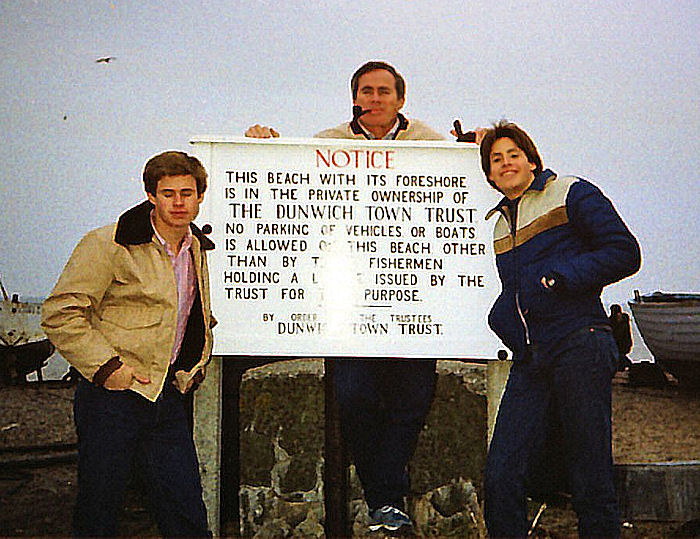 NOTICE
THIS BEACH WITH ITS FORESHORE
IS IN THE PRIVATE OWNERSHIP OF
THE DUNWICH TOWN TRUST
NO PARKING OF VEHICLES OR BOATS
IS ALLOWED ON THIS BEACH OTHER
THAN BY FISHERMEN
HOLDING A ISSUED BY THE
TRUST FOR PURPOSE.
BY ORDER THE TRUSTEES
DUNWICH TOWN TRUST.